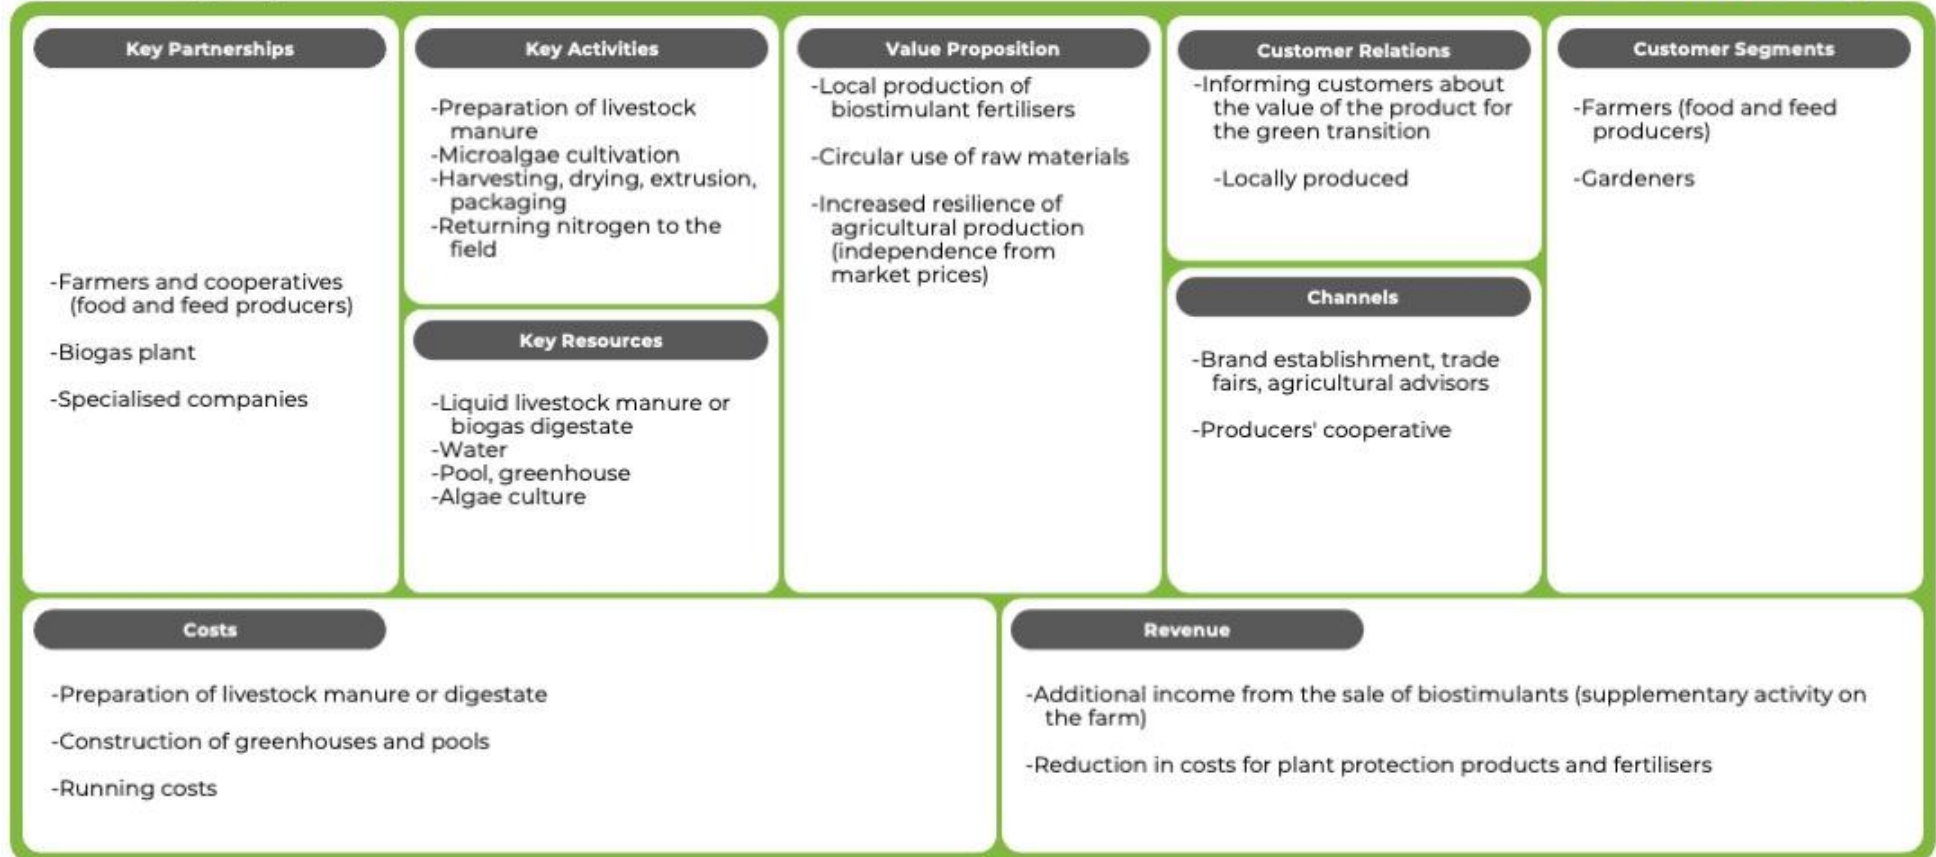 Key Partnerships
-Farmers and cooperatives
(food and feed producers)
-Biogas plant
-Specialised companies
Key Activities
-Preparation of livestock
manure
-Microalgae cultivation
-Harvesting, drying, extrusion,
packaging
-Returning nitrogen to the
field
Key Resources
-Liquid livestock manure or
biogas digestate
-Water
-Pool, greenhouse
-Algae culture
Value Proposition
-Local production of
biostimulant fertilisers
-Circular use of raw materials
-Increased resilience of
agricultural production
(independence from
market prices)
Customer Relations
-Informing customers about
the value of the product for
the green transition
-Locally produced
Channels
-Brand establishment, trade
fairs, agricultural advisors
-Producers' cooperative
Customer Segments
-Farmers (food and feed
producers)
-Gardeners
Costs
-Preparation of livestock manure or digestate
-Construction of greenhouses and pools
-Running costs
Revenue
-Additional income from the sale of biostimulants (supplementary activity on
the farm)
-Reduction in costs for plant protection products and fertilisers